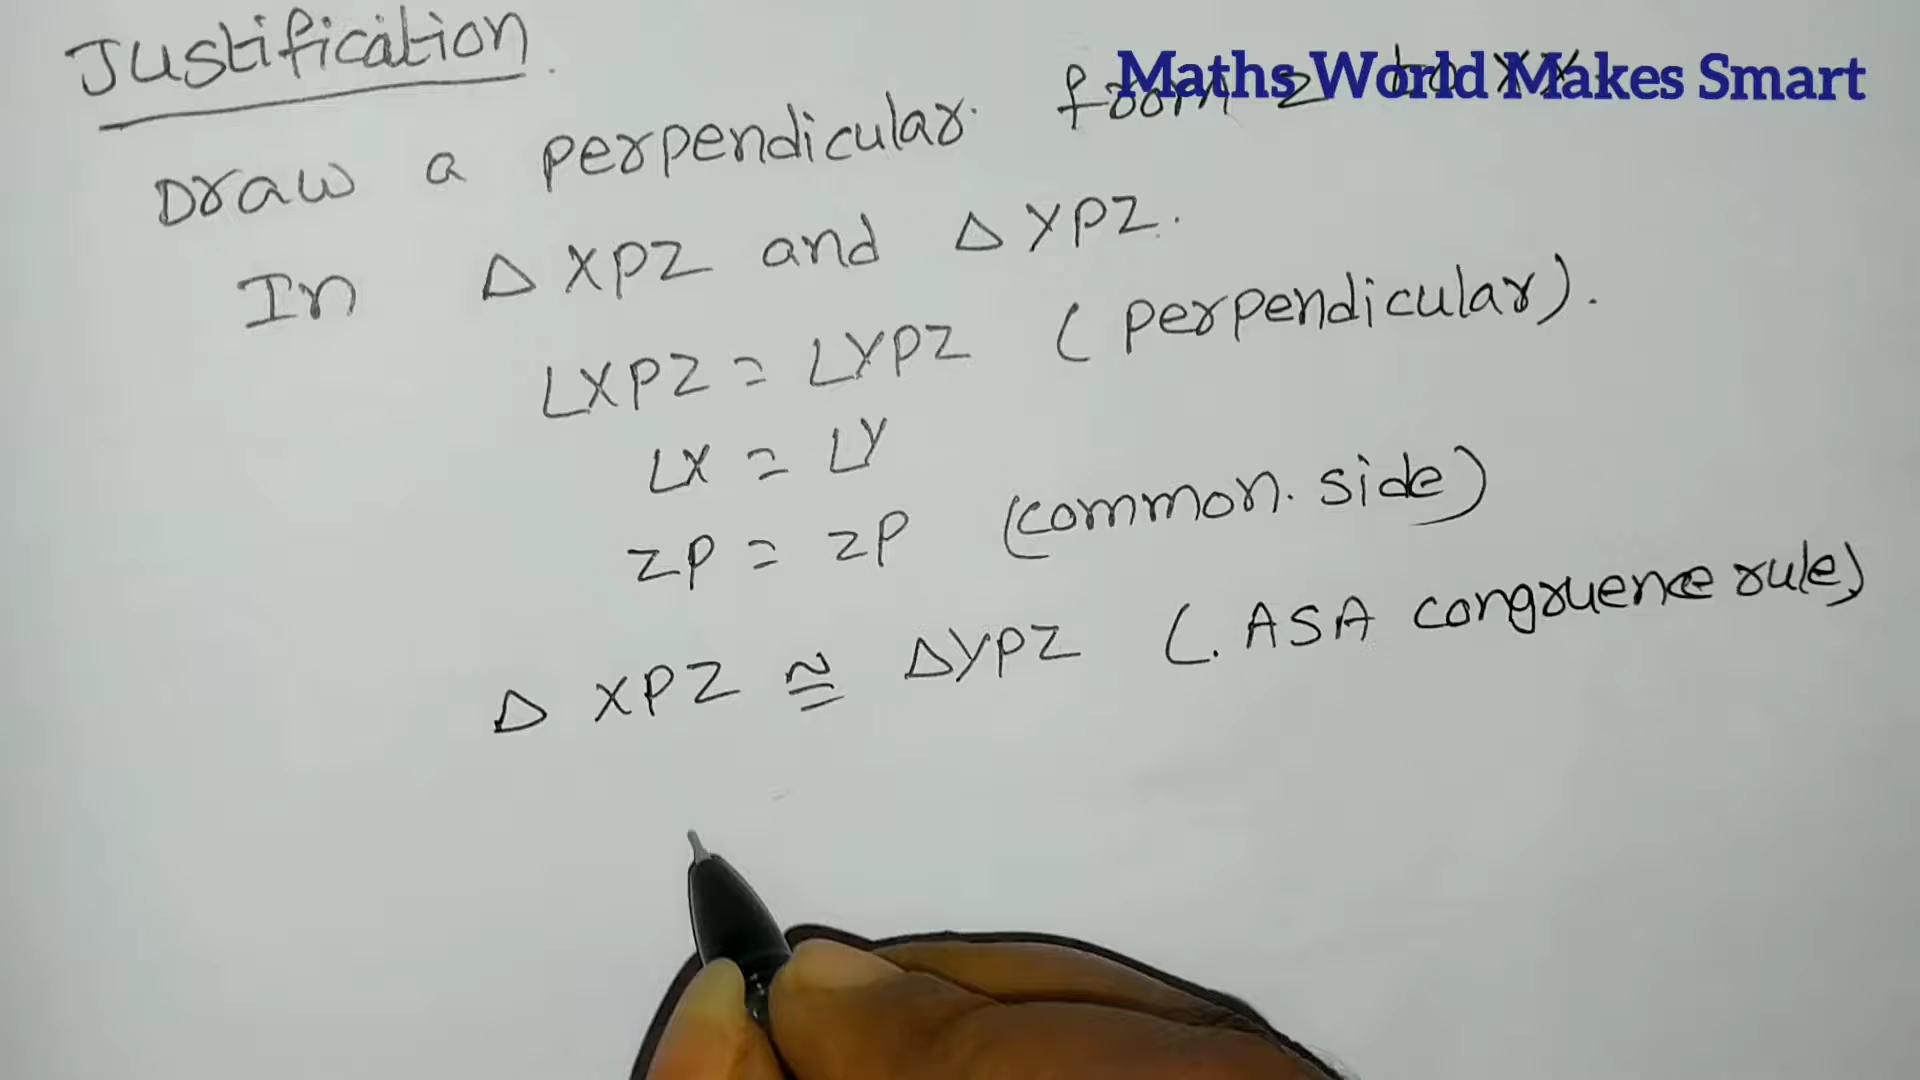 Justification.
Maths World Makes Smart
Draw a perpendicular from Z to
In △ XPZ and △ YPZ.
∠XPZ = ∠YPZ (perpendicular).
∠X = ∠Y
ZP = ZP (common side)
△ XPZ ≅ △YPZ (ASA congruence rule)